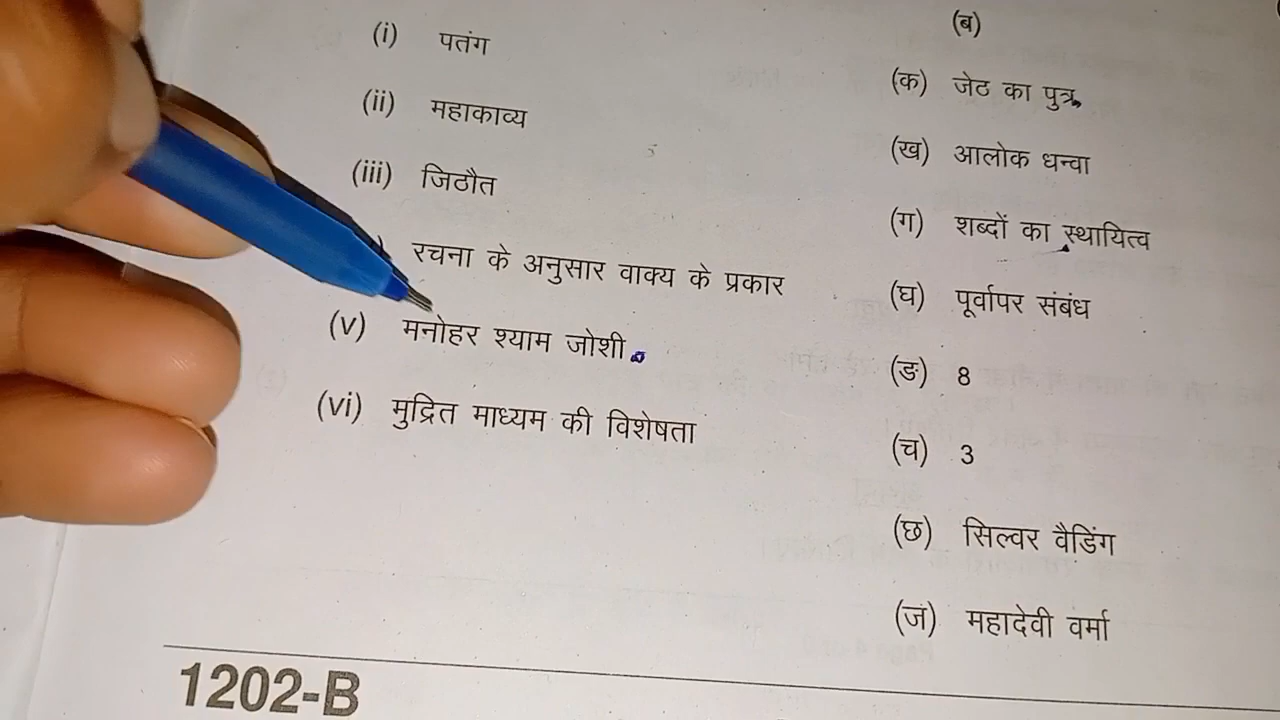 (i) पतंग
(ii) महाकाव्य
(iii) जिठौत
) रचना के अनुसार वाक्य के प्रकार
(v) मनोहर श्याम जोशी
(vi) मुद्रित माध्यम की विशेषता
(ब)
(क) जेठ का पुत्र
(ख) आलोक धन्वा
(ग) शब्दों का स्थायित्व
(घ) पूर्वापर संबंध
(ङ) 8
(च) 3
(छ) सिल्वर वैडिंग
(ज) महादेवी वर्मा
1202-B